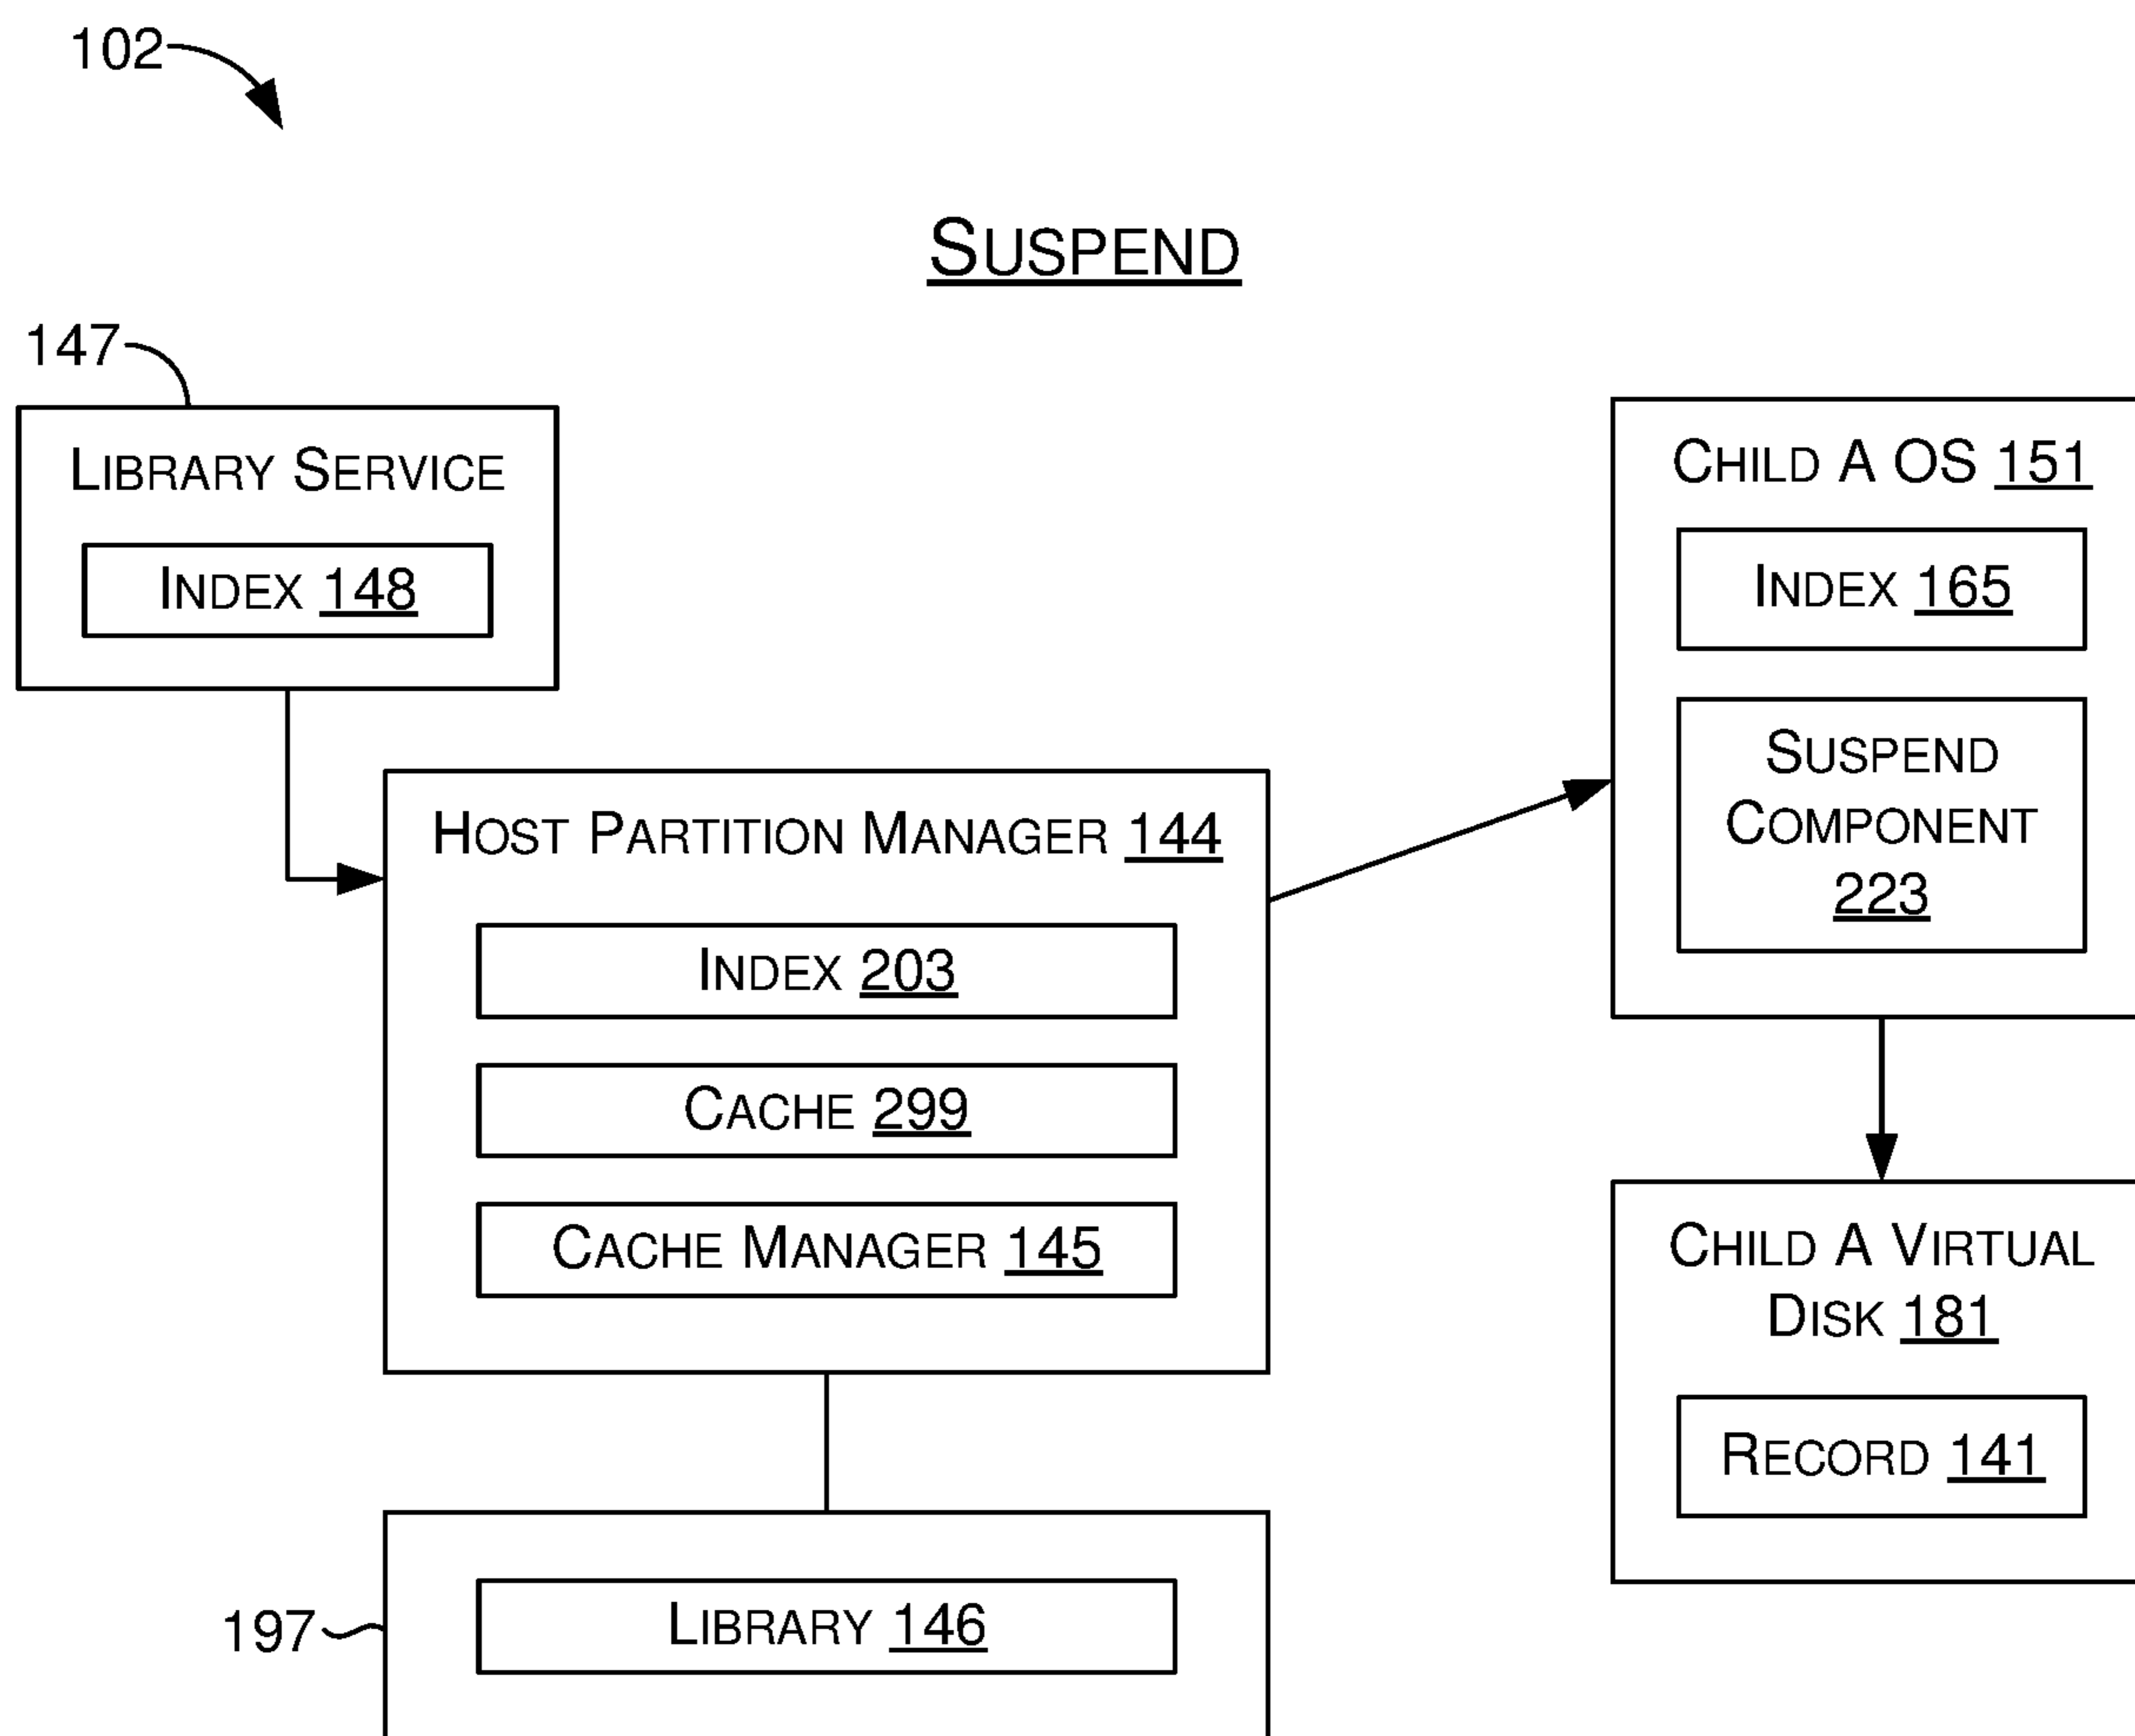 102
SUSPEND
147
LIBRARY SERVICE
INDEX 148
HOST PARTITION MANAGER 144
INDEX 203
CACHE 299
CACHE MANAGER 145
197
LIBRARY 146
CHILD A OS 151
INDEX 165
SUSPEND
COMPONENT
223
CHILD A VIRTUAL
DISK 181
RECORD 141